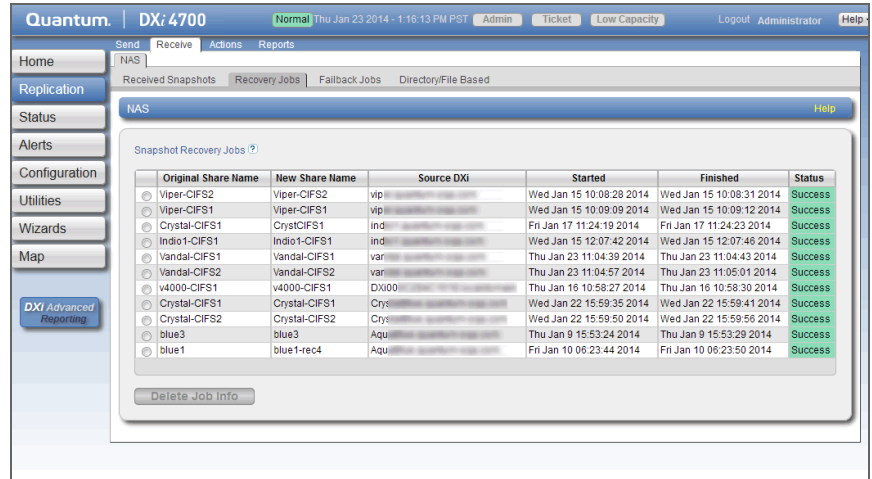 Quantum. DXi 4700 Normal Thu Jan 23 2014 - 1:16:13 PM PST Admin Ticket Low Capacity Logout Administrator Help
Send Receive Actions Reports
Home
NAS
Received Snapshots Recovery Jobs Failback Jobs Directory/File Based
Replication
Status
NAS Help
Alerts
Snapshot Recovery Jobs ?
Configuration
Original Share Name New Share Name Source DXi Started Finished Status
Viper-CIFS2 Viper-CIFS2 vip Wed Jan 15 10:08:28 2014 Wed Jan 15 10:08:31 2014 Success
Utilities
Viper-CIFS1 Viper-CIFS1 vip Wed Jan 15 10:09:09 2014 Wed Jan 15 10:09:12 2014 Success
Crystal-CIFS1 CrystCIFS1 ind Fri Jan 17 11:24:19 2014 Fri Jan 17 11:24:23 2014 Success
Wizards
Indio1-CIFS1 Indio1-CIFS1 ind Wed Jan 15 12:07:42 2014 Wed Jan 15 12:07:46 2014 Success
Vandal-CIFS1 Vandal-CIFS1 var Thu Jan 23 11:04:39 2014 Thu Jan 23 11:04:43 2014 Success
Map
Vandal-CIFS2 Vandal-CIFS2 var Thu Jan 23 11:04:57 2014 Thu Jan 23 11:05:01 2014 Success
v4000-CIFS1 v4000-CIFS1 DXi00 Thu Jan 16 10:58:27 2014 Thu Jan 16 10:58:30 2014 Success
Crystal-CIFS1 Crystal-CIFS1 Crys Wed Jan 22 15:59:35 2014 Wed Jan 22 15:59:41 2014 Success
DXi Advanced
Reporting
Crystal-CIFS2 Crystal-CIFS2 Crys Wed Jan 22 15:59:50 2014 Wed Jan 22 15:59:56 2014 Success
blue3 blue3 Aqu Thu Jan 9 15:53:24 2014 Thu Jan 9 15:53:29 2014 Success
blue1 blue1-rec4 Aqu Fri Jan 10 06:23:44 2014 Fri Jan 10 06:23:50 2014 Success
Delete Job Info